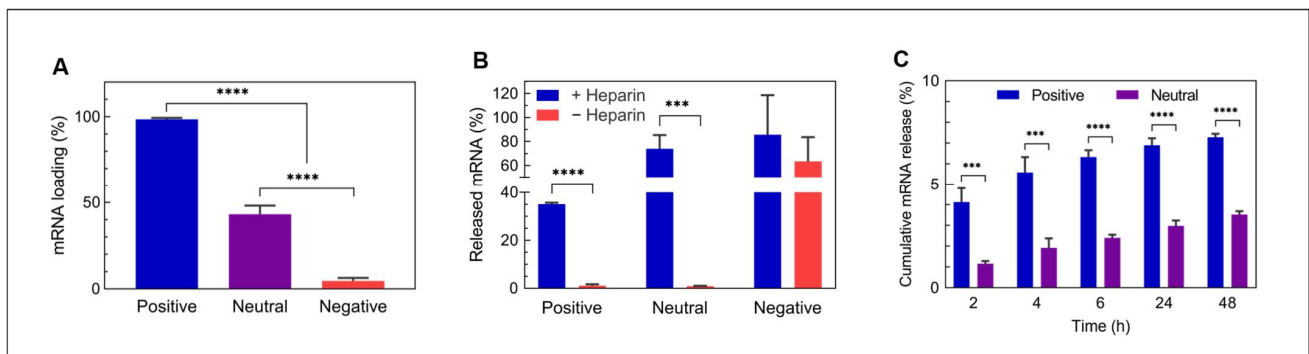 A
mRNA loading (%)
100
50
0
****
****
Positive Neutral Negative
B
Released mRNA (%)
120
100
80
60
40
20
0
+ Heparin
− Heparin
****
***
Positive Neutral Negative
C
Cumulative mRNA release (%)
10
5
0
Positive Neutral
***
***
****
****
****
2 4 6 24 48
Time (h)